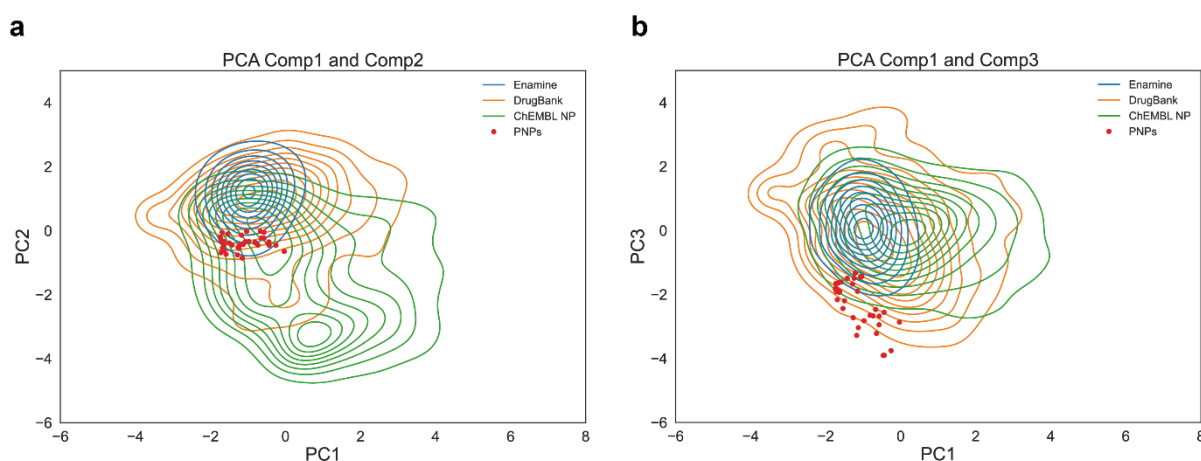 a
PCA Comp1 and Comp2
Enamine
DrugBank
ChEMBL NP
PNPs
PC2
4
2
0
−2
−4
−6
−6
−4
−2
0
2
4
6
8
PC1
b
PCA Comp1 and Comp3
Enamine
DrugBank
ChEMBL NP
PNPs
PC3
4
2
0
−2
−4
−6
−6
−4
−2
0
2
4
6
8
PC1